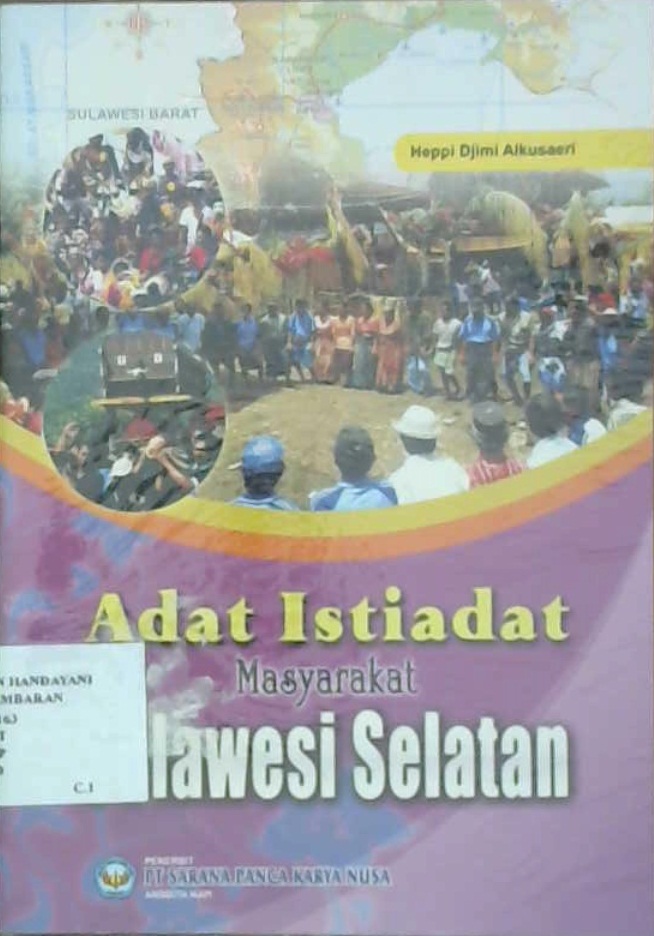 SULAWESI BARAT
Heppi Djimi Alkusaeri
Adat Istiadat
Masyarakat
lawesi Selatan
N HANDAYANI
MBARAN
C.1
PENERBIT
PT SARANA PANCA KARYA NUSA
ANGGOTA IKAPI